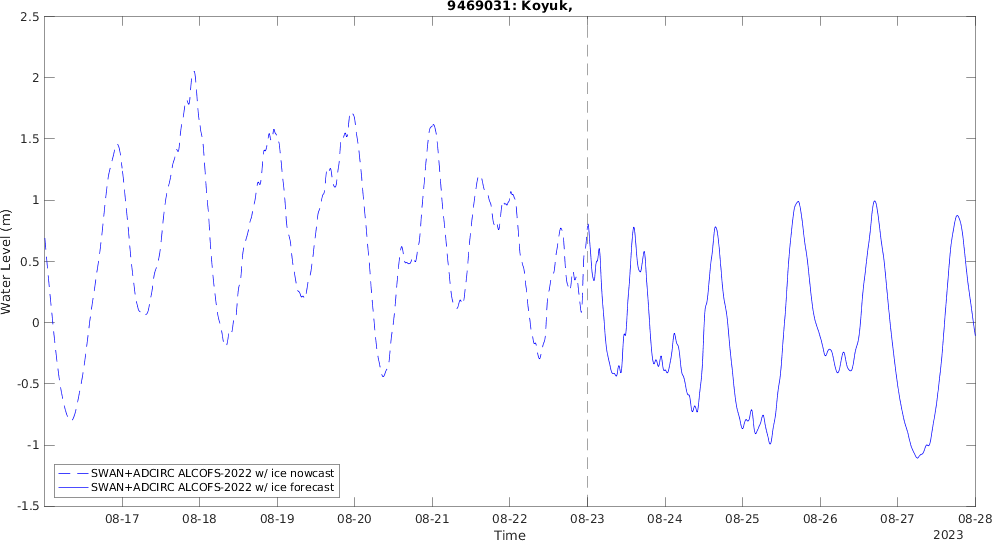 9469031: Koyuk,
2.5
2
1.5
1
0.5
0
-0.5
-1
-1.5
Water Level (m)
SWAN+ADCIRC ALCOFS-2022 w/ ice nowcast
SWAN+ADCIRC ALCOFS-2022 w/ ice forecast
08-17 08-18 08-19 08-20 08-21 08-22 08-23 08-24 08-25 08-26 08-27 08-28
Time
2023